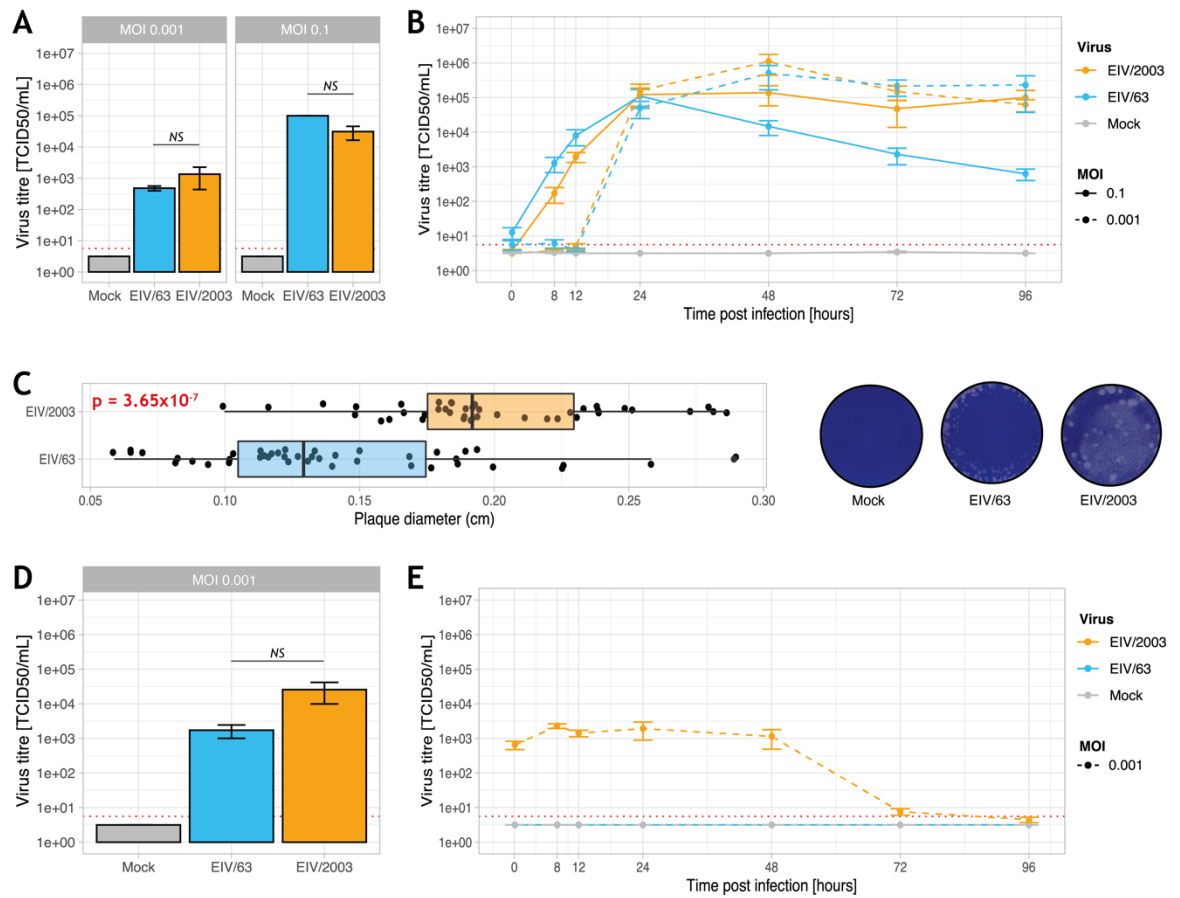 A
MOI 0.001
MOI 0.1
Virus titre [TCID50/mL]
1e+07
1e+06
1e+05
1e+04
1e+03
1e+02
1e+01
1e+00
NS
NS
Mock
EIV/63
EIV/2003
Mock
EIV/63
EIV/2003
B
Virus titre [TCID50/mL]
1e+07
1e+06
1e+05
1e+04
1e+03
1e+02
1e+01
1e+00
0
8
12
24
48
72
96
Time post infection [hours]
Virus
EIV/2003
EIV/63
Mock
MOI
0.1
0.001
C
p = 3.65x10-7
EIV/2003
EIV/63
0.05
0.10
0.15
0.20
0.25
0.30
Plaque diameter (cm)
Mock
EIV/63
EIV/2003
D
MOI 0.001
Virus titre [TCID50/mL]
1e+07
1e+06
1e+05
1e+04
1e+03
1e+02
1e+01
1e+00
NS
Mock
EIV/63
EIV/2003
E
Virus titre [TCID50/mL]
1e+07
1e+06
1e+05
1e+04
1e+03
1e+02
1e+01
1e+00
0
8
12
24
48
72
96
Time post infection [hours]
Virus
EIV/2003
EIV/63
Mock
MOI
0.001